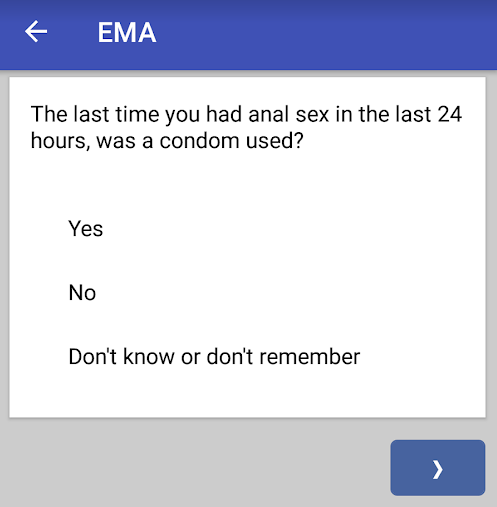 EMA
The last time you had anal sex in the last 24
hours, was a condom used?
Yes
No
Don't know or don't remember